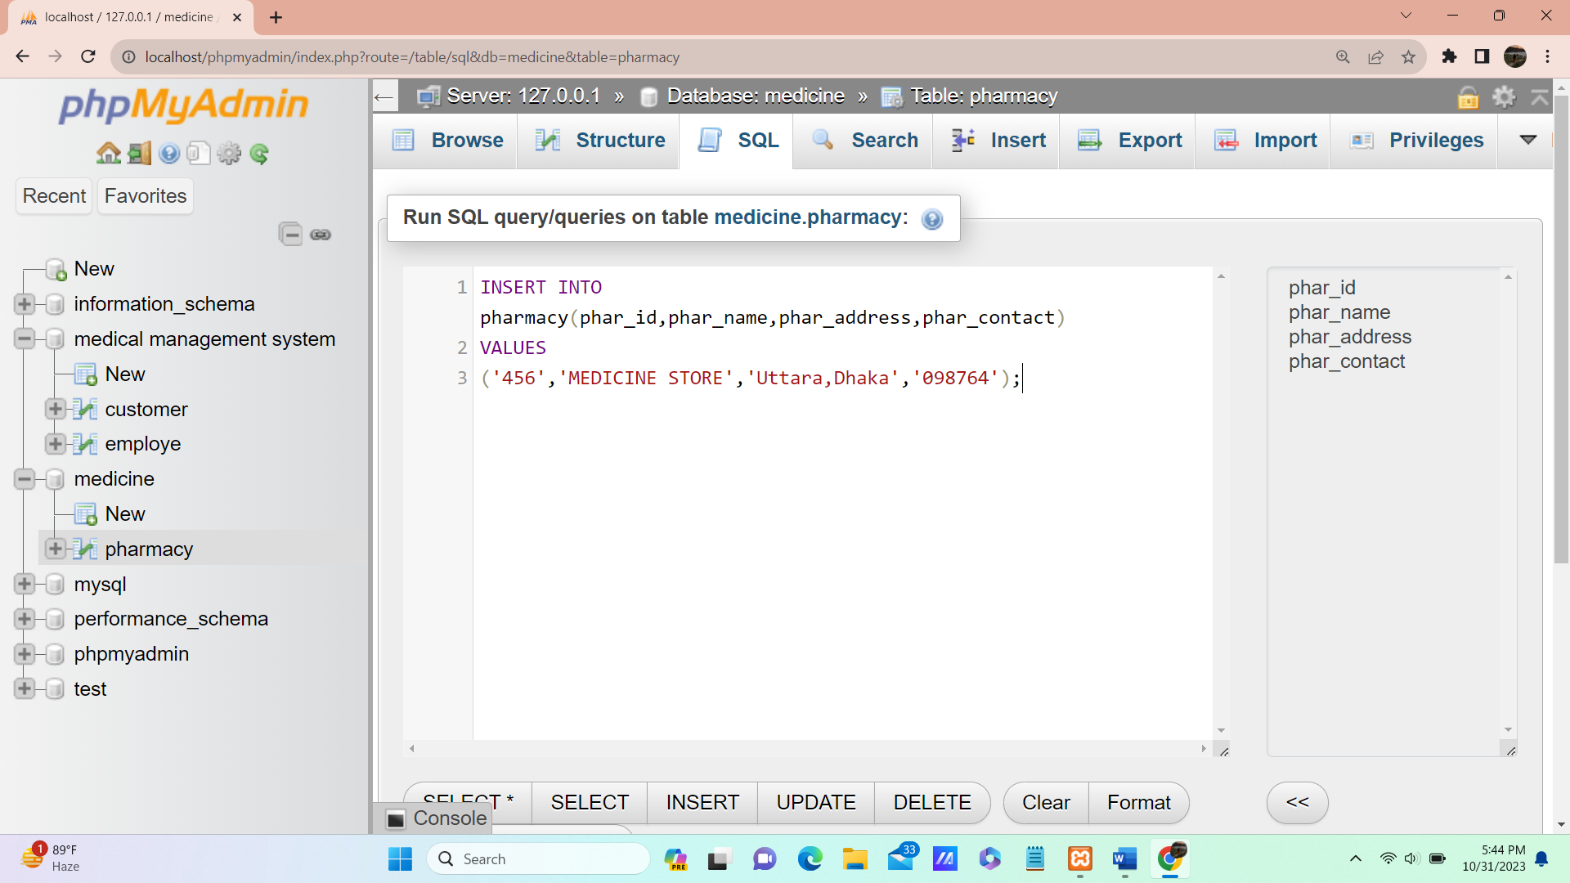 localhost / 127.0.0.1 / medicine
localhost/phpmyadmin/index.php?route=/table/sql&db=medicine&table=pharmacy
phpMyAdmin
Recent
Favorites
New
information_schema
medical management system
New
customer
employe
medicine
New
pharmacy
mysql
performance_schema
phpmyadmin
test
Server: 127.0.0.1 » Database: medicine » Table: pharmacy
Browse
Structure
SQL
Search
Insert
Export
Import
Privileges
Run SQL query/queries on table medicine.pharmacy:
1 INSERT INTO
pharmacy(phar_id,phar_name,phar_address,phar_contact)
2 VALUES
3 ('456','MEDICINE STORE','Uttara,Dhaka','098764');
phar_id
phar_name
phar_address
phar_contact
SELECT *
SELECT
INSERT
UPDATE
DELETE
Clear
Format
<<
Console
1
89°F
Haze
Search
PRE
33
5:44 PM
10/31/2023